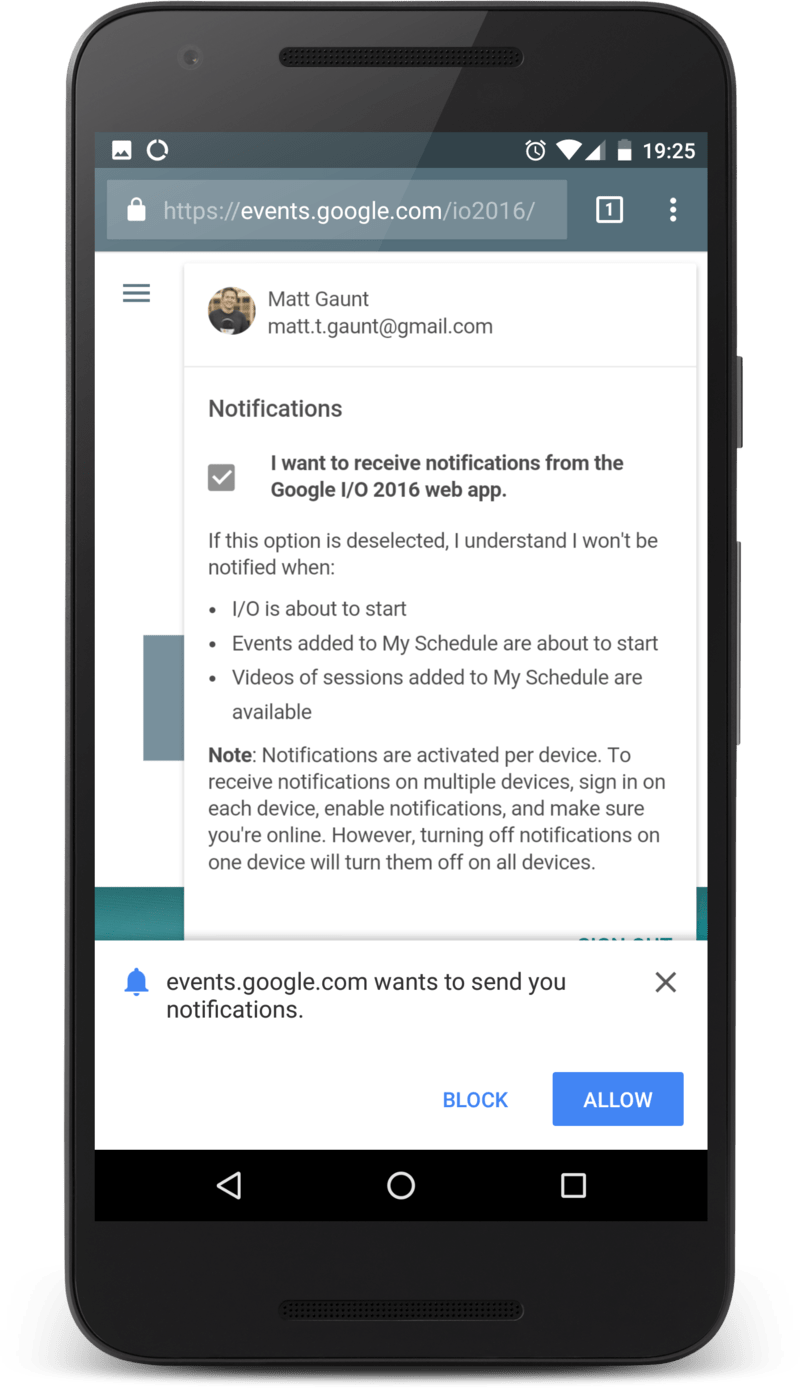 19:25
https://events.google.com/io2016/
1
Matt Gaunt
matt.t.gaunt@gmail.com
Notifications
I want to receive notifications from the
Google I/O 2016 web app.
If this option is deselected, I understand I won't be
notified when:
• I/O is about to start
• Events added to My Schedule are about to start
• Videos of sessions added to My Schedule are
available
Note: Notifications are activated per device. To
receive notifications on multiple devices, sign in on
each device, enable notifications, and make sure
you're online. However, turning off notifications on
one device will turn them off on all devices.
SIGN OUT
events.google.com wants to send you
notifications.
BLOCK
ALLOW